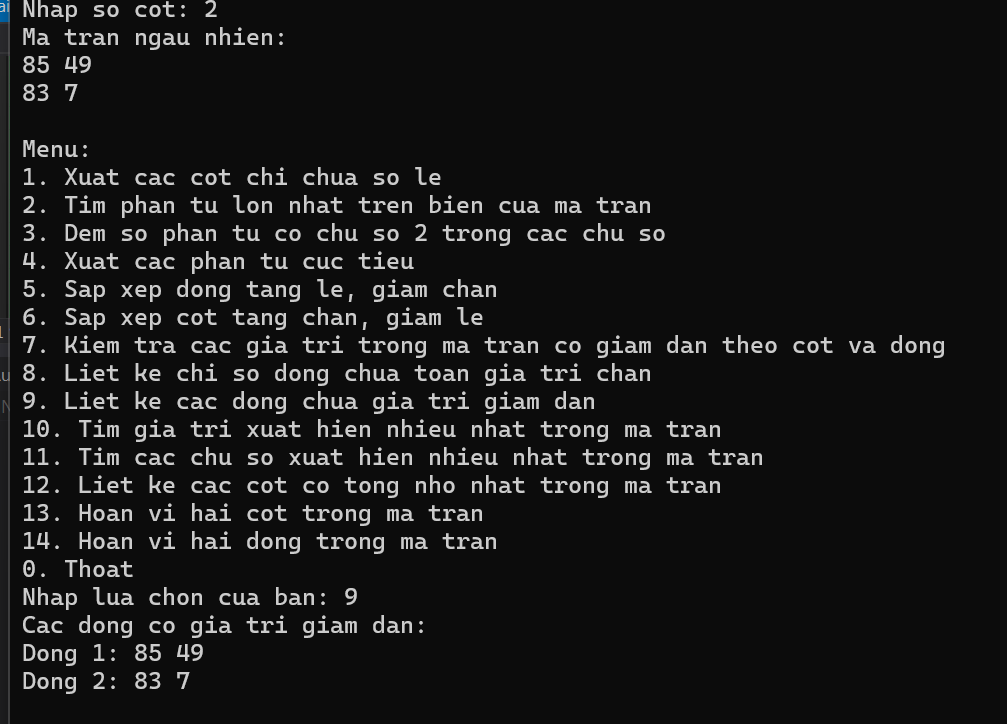 Nhap so cot: 2
Ma tran ngau nhien:
85 49
83 7
Menu:
1. Xuat cac cot chi chua so le
2. Tim phan tu lon nhat tren bien cua ma tran
3. Dem so phan tu co chu so 2 trong cac chu so
4. Xuat cac phan tu cuc tieu
5. Sap xep dong tang le, giam chan
6. Sap xep cot tang chan, giam le
7. Kiem tra cac gia tri trong ma tran co giam dan theo cot va dong
8. Liet ke chi so dong chua toan gia tri chan
9. Liet ke cac dong chua gia tri giam dan
10. Tim gia tri xuat hien nhieu nhat trong ma tran
11. Tim cac chu so xuat hien nhieu nhat trong ma tran
12. Liet ke cac cot co tong nho nhat trong ma tran
13. Hoan vi hai cot trong ma tran
14. Hoan vi hai dong trong ma tran
0. Thoat
Nhap lua chon cua ban: 9
Cac dong co gia tri giam dan:
Dong 1: 85 49
Dong 2: 83 7